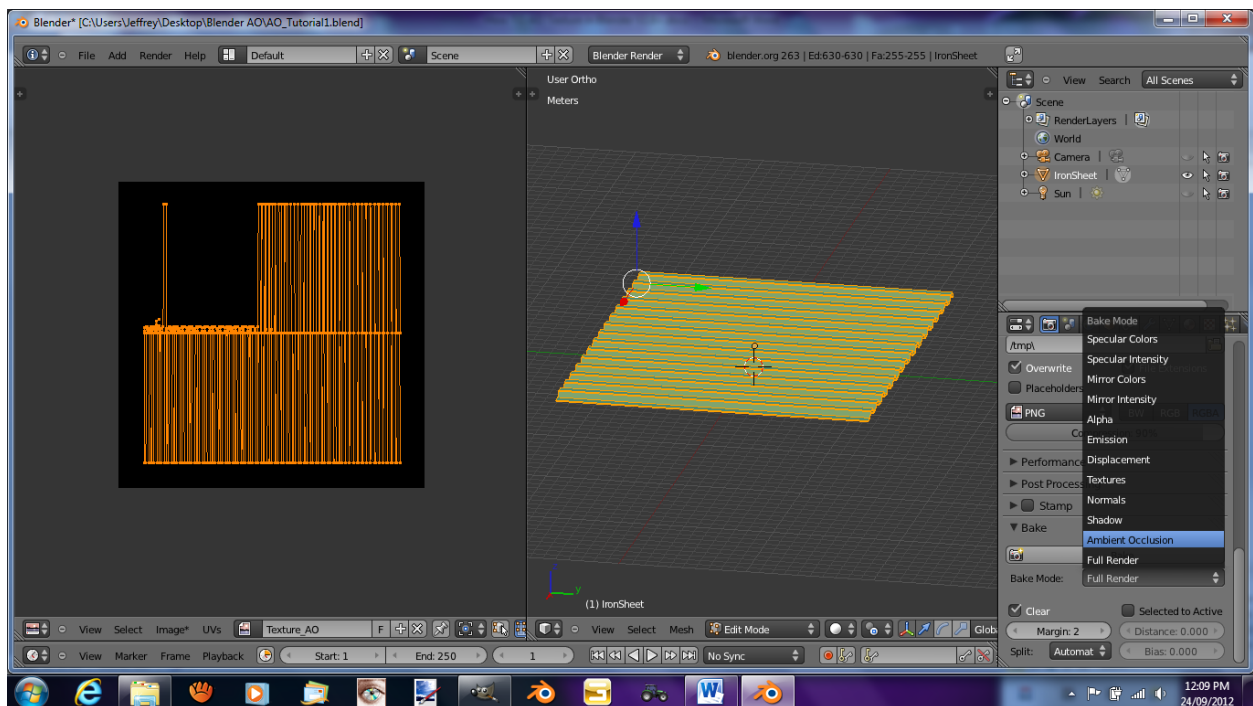 Blender* [C:\Users\Jeffrey\Desktop\Blender AO\AO_Tutorial1.blend]
File Add Render Help Default Scene Blender Render blender.org 263 | Ed:630-630 | Fa:255-255 | IronSheet
User Ortho
Meters
(1) IronSheet
View Search All Scenes
Scene
RenderLayers |
World
Camera |
IronSheet |
Sun |
/tmp\
Overwrite
Placeholders
PNG BW RGB RGBA
Performance
Post Process
Stamp
Bake
Bake Mode
Specular Colors
Specular Intensity
Mirror Colors
Mirror Intensity
Alpha
Emission
Displacement
Textures
Normals
Shadow
Ambient Occlusion
Full Render
Bake Mode: Full Render
Clear Selected to Active
Margin: 2 Distance: 0.000
Split: Automat Bias: 0.000
z
y
View Select Image* UVs Texture_AO F
View Select Mesh Edit Mode Glob
View Marker Frame Playback Start: 1 End: 250 1 No Sync
12:09 PM
24/09/2012